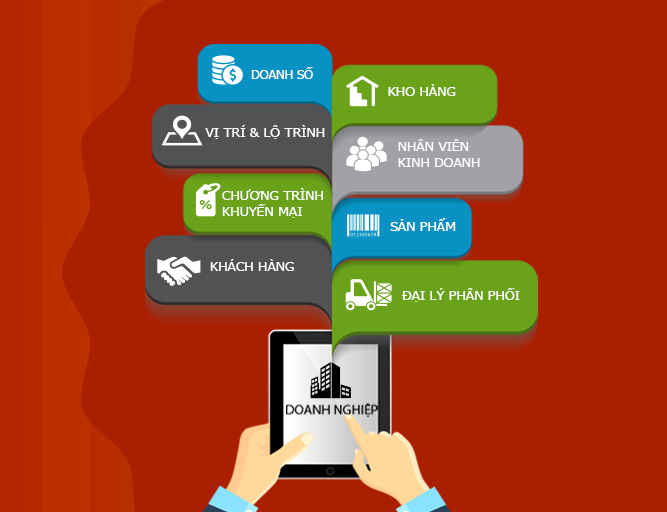 DOANH SỐ
KHO HÀNG
VỊ TRÍ & LỘ TRÌNH
NHÂN VIÊN
KINH DOANH
CHƯƠNG TRÌNH
KHUYẾN MẠI
%
SẢN PHẨM
012345678
KHÁCH HÀNG
ĐẠI LÝ PHÂN PHỐI
DOANH NGHIỆP